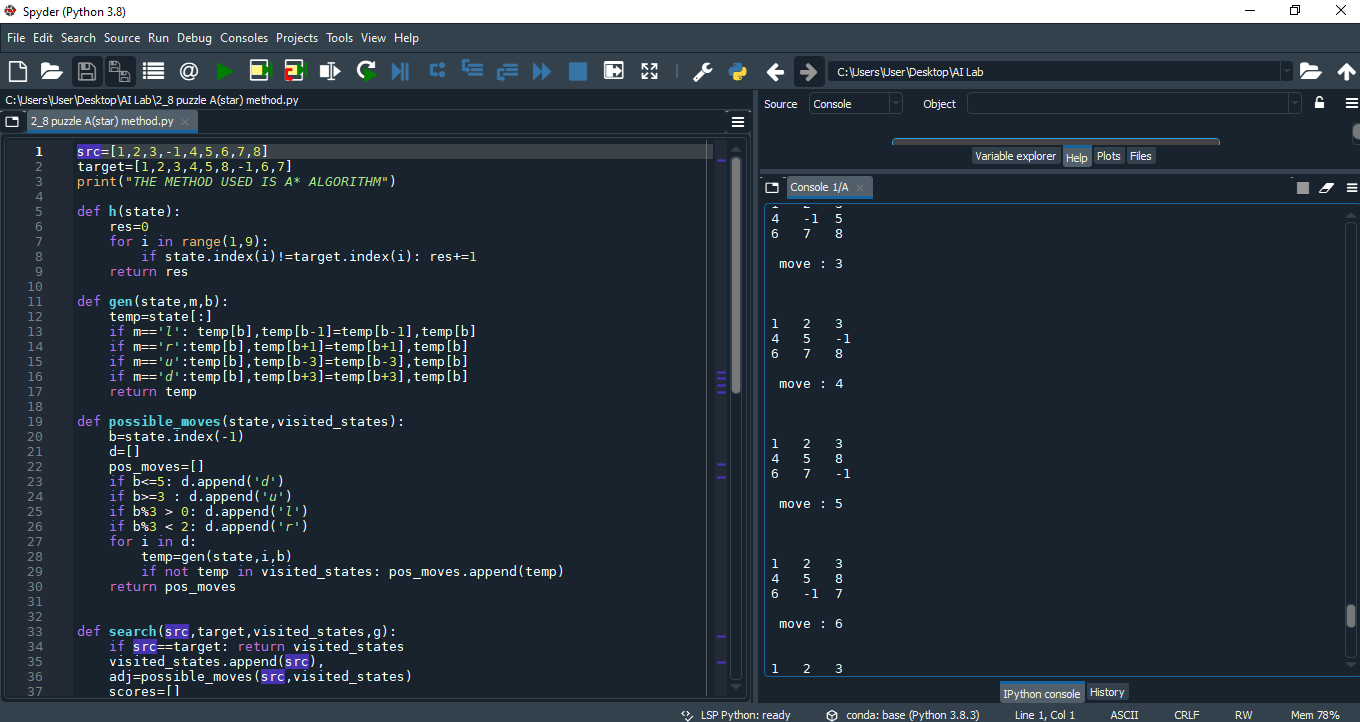 Spyder (Python 3.8)
File Edit Search Source Run Debug Consoles Projects Tools View Help
C:\Users\User\Desktop\AI Lab
C:\Users\User\Desktop\AI Lab\2_8 puzzle A(star) method.py
2_8 puzzle A(star) method.py
1 src=[1,2,3,-1,4,5,6,7,8]
2 target=[1,2,3,4,5,8,-1,6,7]
3 print("THE METHOD USED IS A* ALGORITHM")
4
5 def h(state):
6     res=0
7     for i in range(1,9):
8         if state.index(i)!=target.index(i): res+=1
9     return res
10
11 def gen(state,m,b):
12     temp=state[:]
13     if m=='l': temp[b],temp[b-1]=temp[b-1],temp[b]
14     if m=='r':temp[b],temp[b+1]=temp[b+1],temp[b]
15     if m=='u':temp[b],temp[b-3]=temp[b-3],temp[b]
16     if m=='d':temp[b],temp[b+3]=temp[b+3],temp[b]
17     return temp
18
19 def possible_moves(state,visited_states):
20     b=state.index(-1)
21     d=[]
22     pos_moves=[]
23     if b<=5: d.append('d')
24     if b>=3 : d.append('u')
25     if b%3 > 0: d.append('l')
26     if b%3 < 2: d.append('r')
27     for i in d:
28         temp=gen(state,i,b)
29         if not temp in visited_states: pos_moves.append(temp)
30     return pos_moves
31
32
33 def search(src,target,visited_states,g):
34     if src==target: return visited_states
35     visited_states.append(src),
36     adj=possible_moves(src,visited_states)
37     scores=[]
Source Console Object
Variable explorer Help Plots Files
Console 1/A
1 2 3
4 -1 5
6 7 8
move : 3
1 2 3
4 5 -1
6 7 8
move : 4
1 2 3
4 5 8
6 7 -1
move : 5
1 2 3
4 5 8
6 -1 7
move : 6
1 2 3
IPython console History
LSP Python: ready conda: base (Python 3.8.3) Line 1, Col 1 ASCII CRLF RW Mem 78%